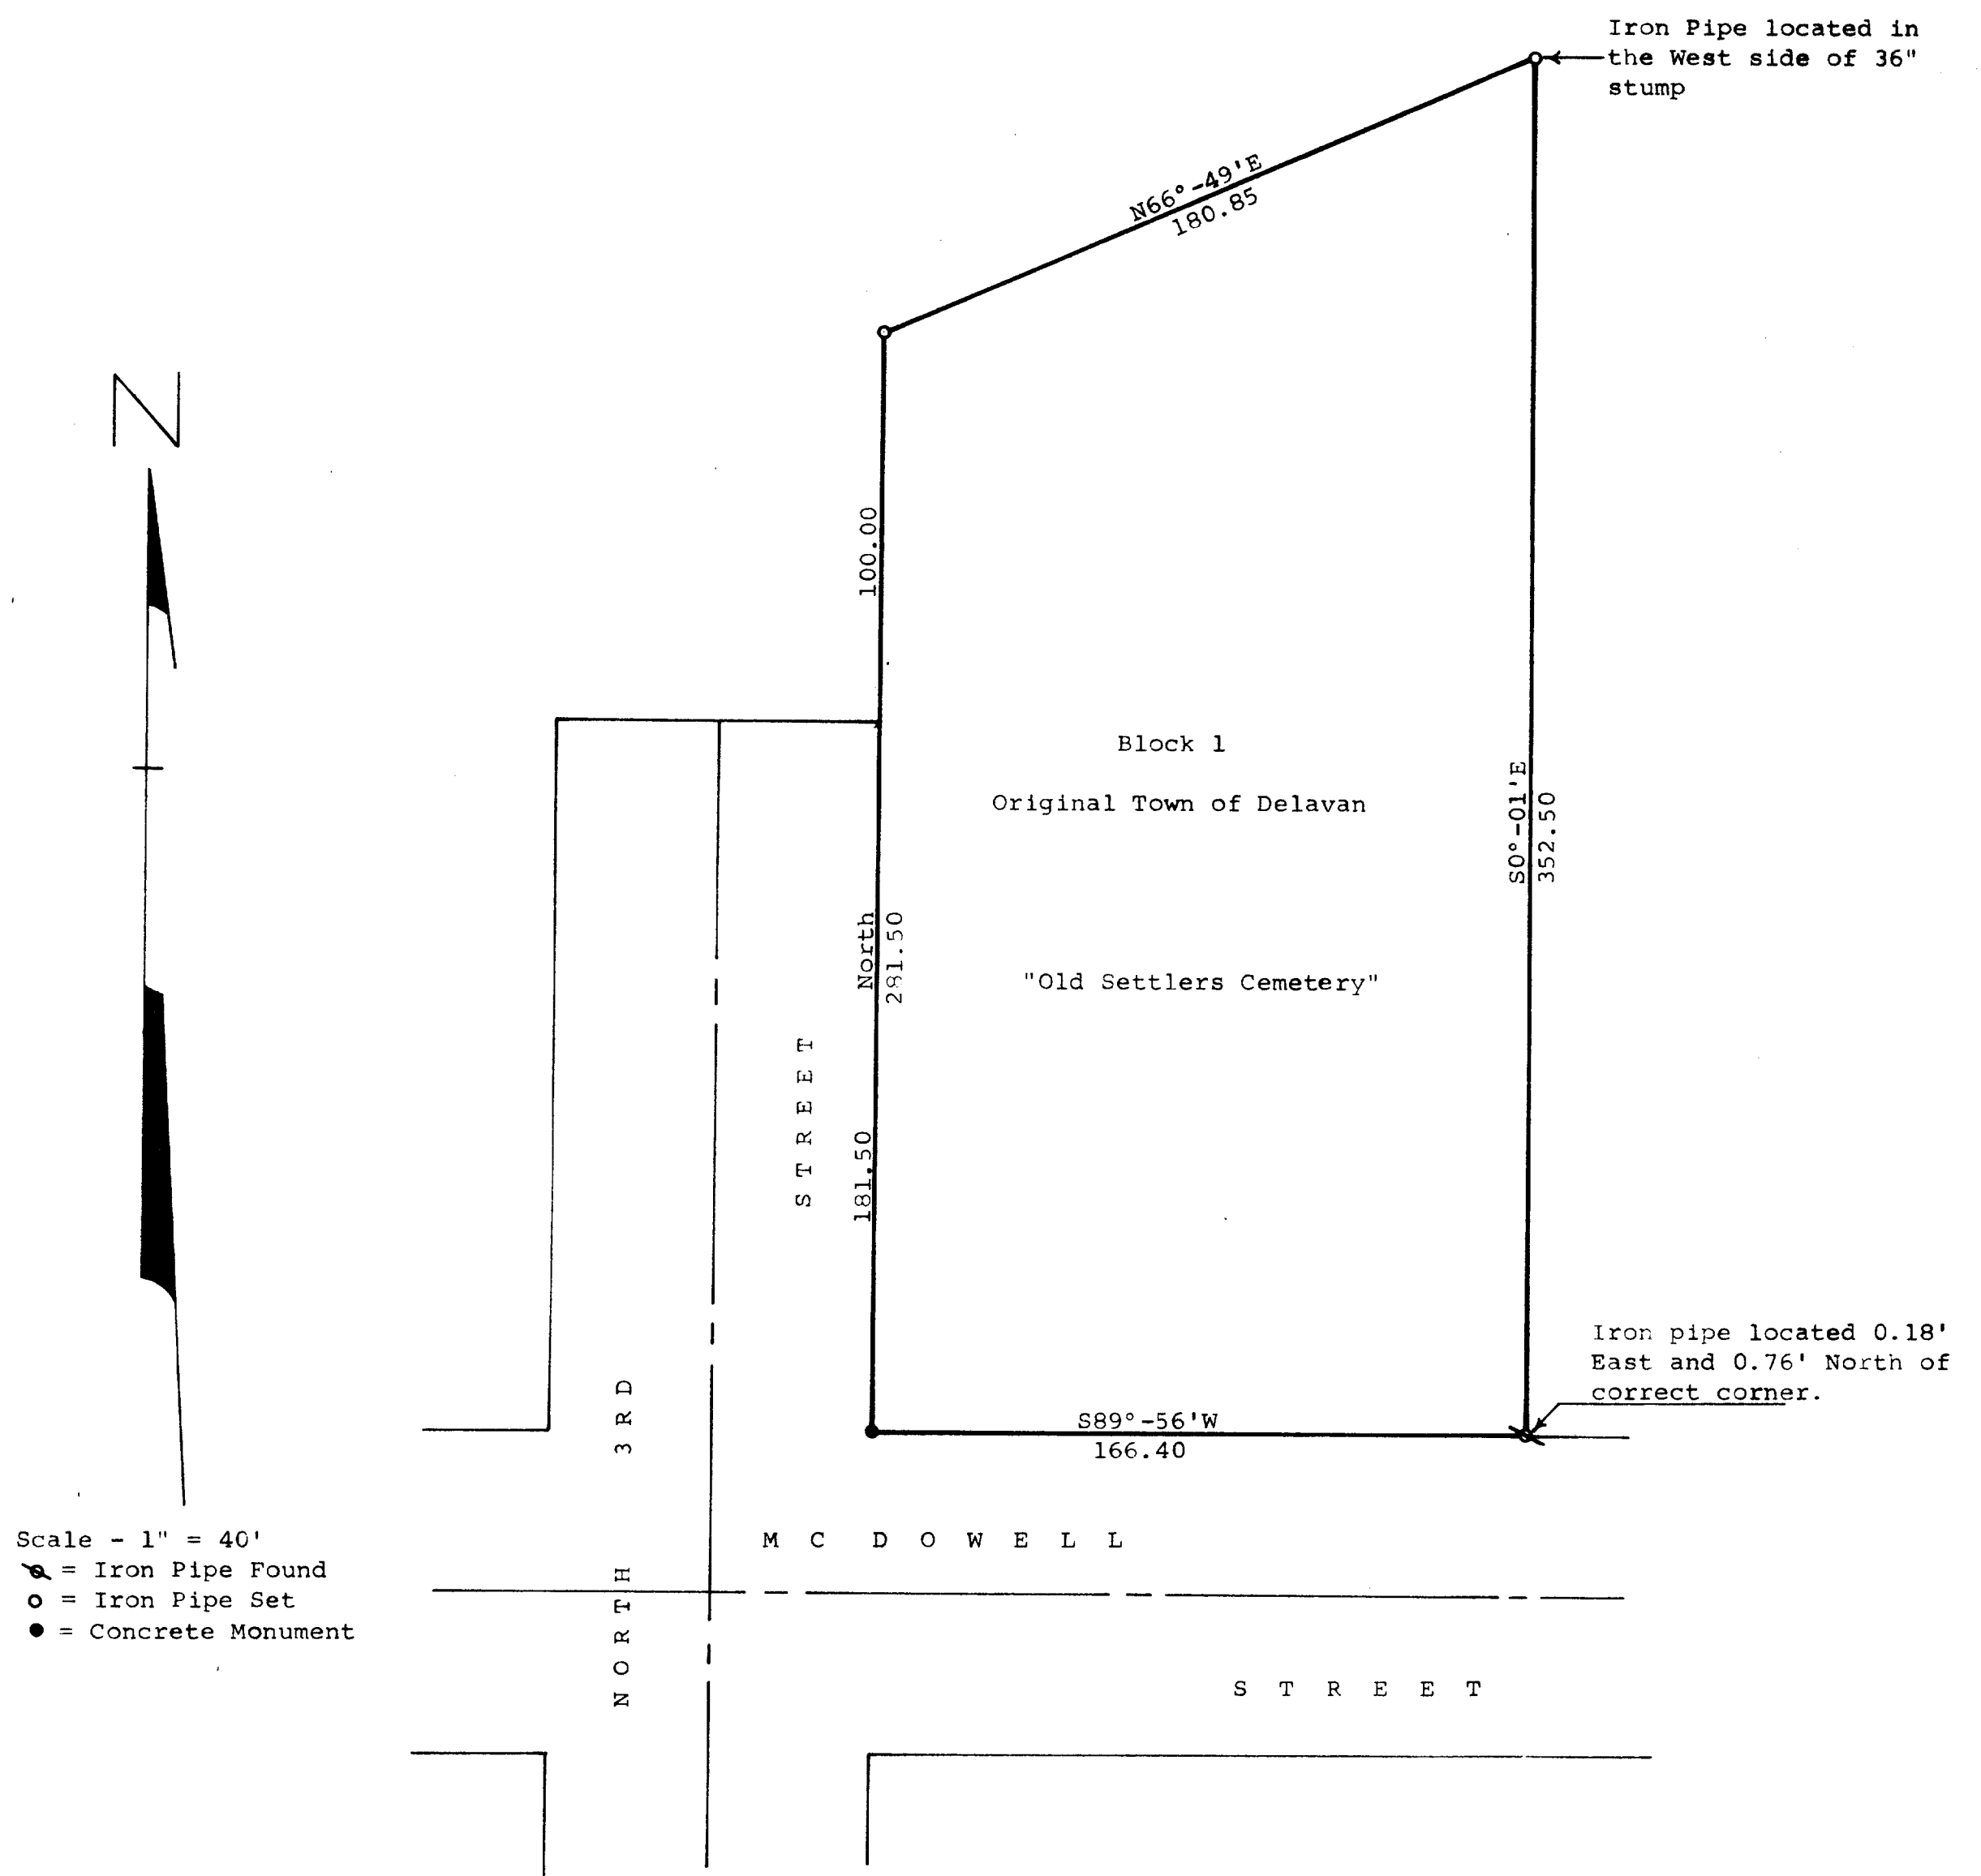 Iron Pipe located in
the West side of 36"
stump
N66°-49'E
180.85
N
100.00
Block 1
Original Town of Delavan
S0°-01'E
352.50
North
281.50
"Old Settlers Cemetery"
STREET
181.50
Iron pipe located 0.18'
East and 0.76' North of
correct corner.
S89°-56'W
166.40
NORTH 3RD
MC DOWELL
STREET
Scale - 1" = 40'
= Iron Pipe Found
= Iron Pipe Set
= Concrete Monument